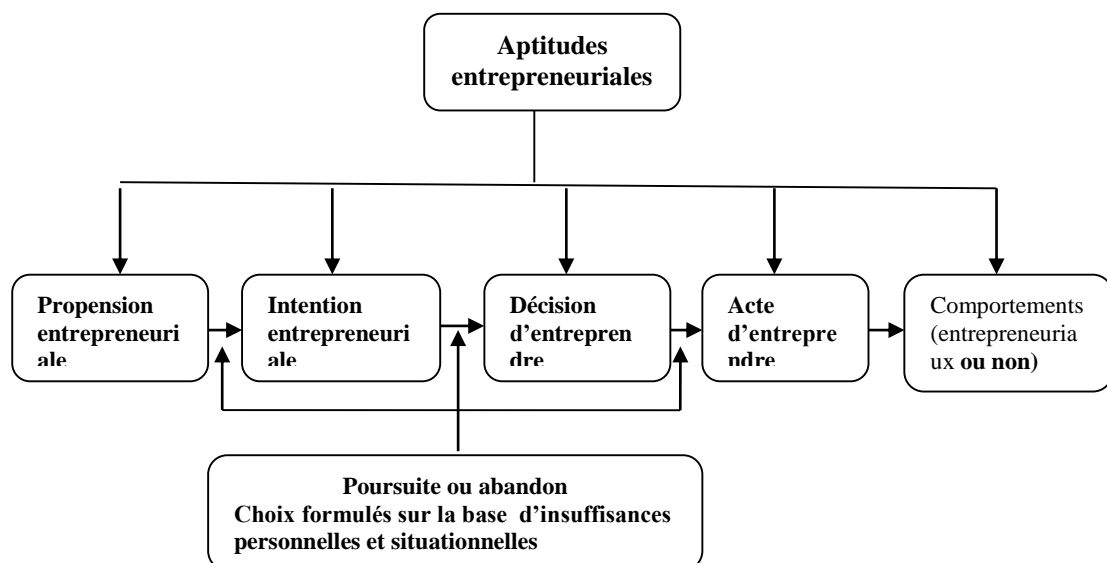 Aptitudes
entrepreneuriales
Propension
entrepreneuri
ale
Intention
entrepreneuri
ale
Décision
d’entrepren
dre
Acte
d’entrepre
ndre
Comportements
(entrepreneuria
ux ou non)
Poursuite ou abandon
Choix formulés sur la base d’insuffisances
personnelles et situationnelles